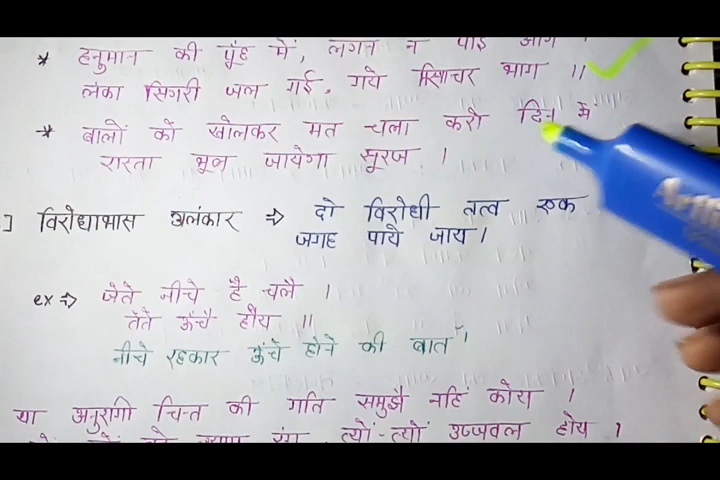 * हनुमान की पूंछ में, लगन न पाई आग
लंका सिगरी जल गई, गये निसाचर भाग ।।
* बालों को खोलकर मत चला करो दिन में
रास्ता भूल जायेगा सूरज ।
] विरोधाभास अलंकार ⇒ दो विरोधी तत्व एक
जगह पाये जाय।
ex ⇒ जेते नीचे है चलै ।
तेते ऊँचै होय ।।
नीचे रहकार ऊँचे होने की बात
या अनुरागी चित्त की गति समुझै नहिं कोय ।
रंग, त्यों-त्यों उज्जवल होय ।